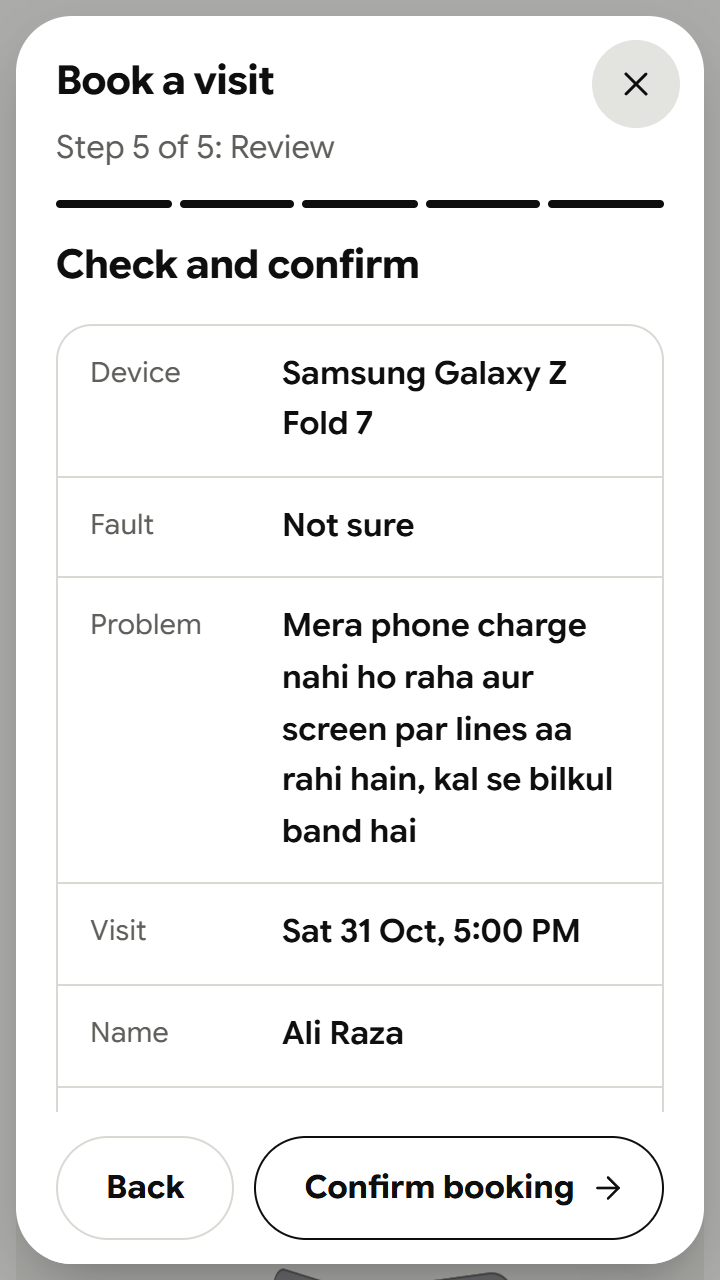 Book a visit
Step 5 of 5: Review
Check and confirm
Device
Samsung Galaxy Z
Fold 7
Fault
Not sure
Problem
Mera phone charge
nahi ho raha aur
screen par lines aa
rahi hain, kal se bilkul
band hai
Visit
Sat 31 Oct, 5:00 PM
Name
Ali Raza
Back
Confirm booking